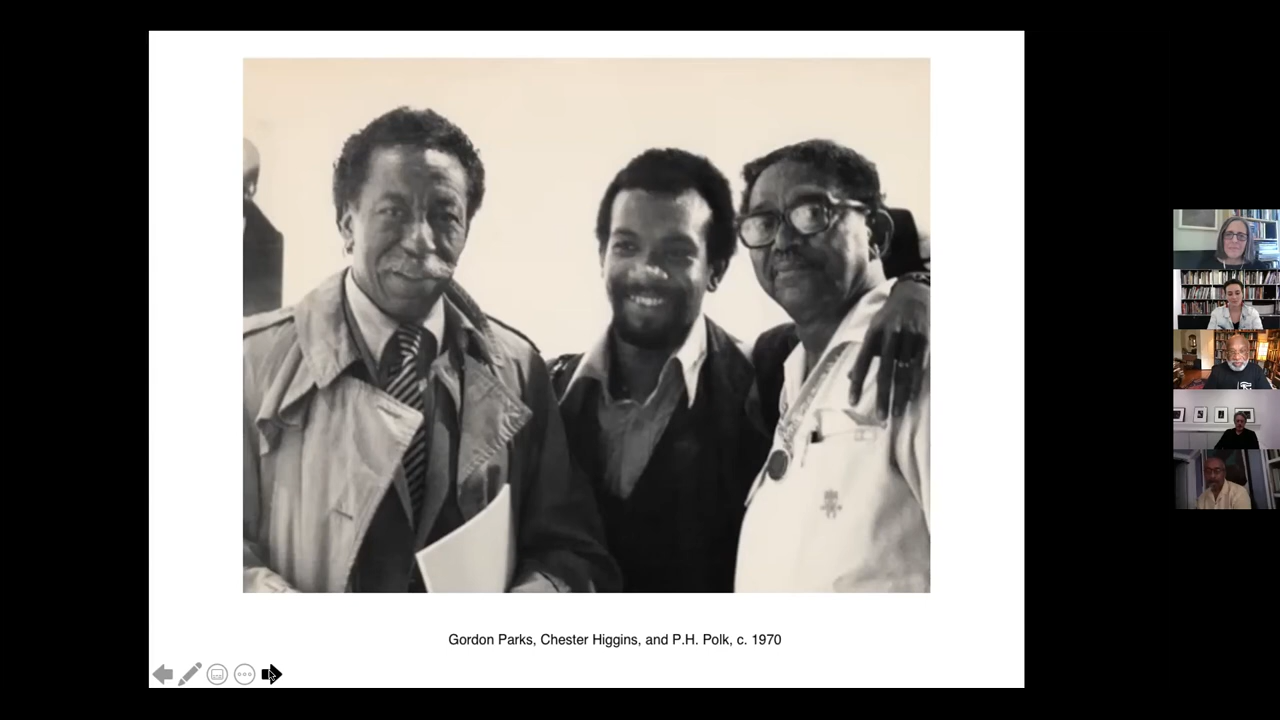 Gordon Parks, Chester Higgins, and P.H. Polk, c. 1970